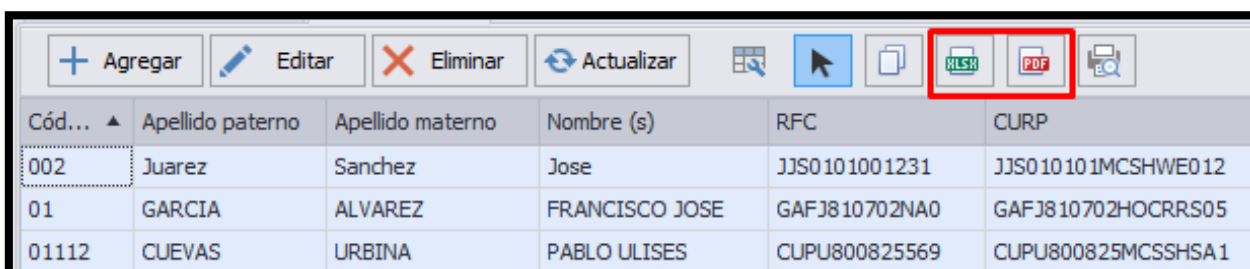 Agregar Editar Eliminar Actualizar XLSX PDF
Cód... Apellido paterno Apellido materno Nombre (s) RFC CURP
002 Juarez Sanchez Jose JJS0101001231 JJS010101MCSHWE012
01 GARCIA ALVAREZ FRANCISCO JOSE GAFJ810702NA0 GAFJ810702HOCRRS05
01112 CUEVAS URBINA PABLO ULISES CUPU800825569 CUPU800825MCSSHSA1